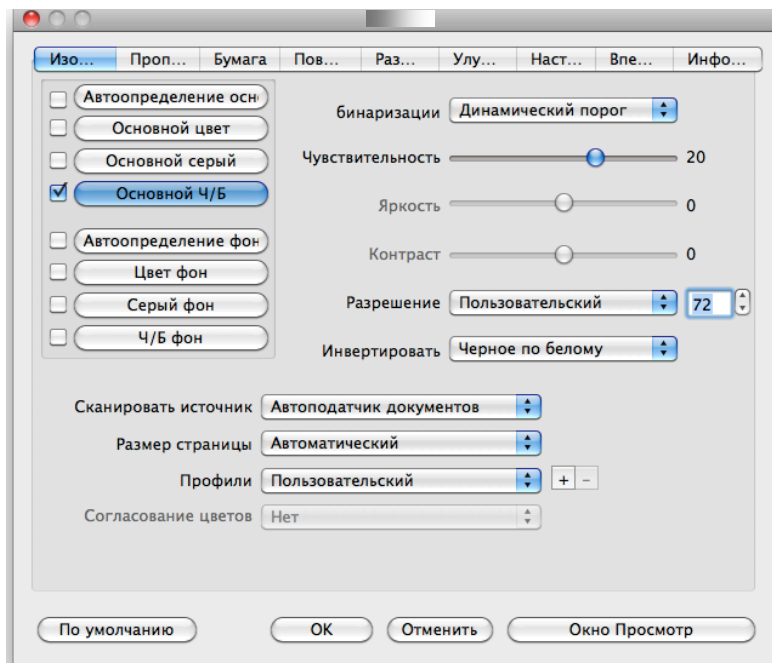 Изо... Проп... Бумага Пов... Раз... Улу... Наст... Впе... Инфо...
Автоопределение осн
Основной цвет
Основной серый
Основной Ч/Б
Автоопределение фон
Цвет фон
Серый фон
Ч/Б фон
бинаризации Динамический порог
Чувствительность 20
Яркость 0
Контраст 0
Разрешение Пользовательский 72
Инвертировать Черное по белому
Сканировать источник Автоподатчик документов
Размер страницы Автоматический
Профили Пользовательский + −
Согласование цветов Нет
По умолчанию OK Отменить Окно Просмотр